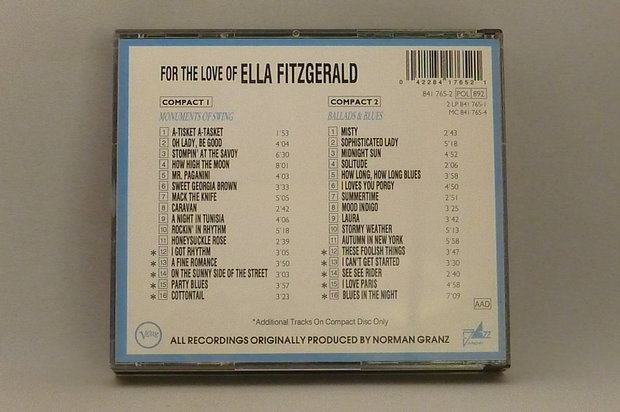 FOR THE LOVE OF ELLA FITZGERALD
0 42284 17652 1
841 765-2 POL 892
2 LP 841 765-1
MC 841 765-4
COMPACT 1
MONUMENTS OF SWING
1 A-TISKET A-TASKET 1'53
2 OH LADY, BE GOOD 4'04
3 STOMPIN' AT THE SAVOY 6'30
4 HOW HIGH THE MOON 8'01
5 MR. PAGANINI 4'03
6 SWEET GEORGIA BROWN 3'33
7 MACK THE KNIFE 5'05
8 CARAVAN 2'42
9 A NIGHT IN TUNISIA 4'06
10 ROCKIN' IN RHYTHM 5'18
11 HONEYSUCKLE ROSE 2'39
* 12 I GOT RHYTHM 3'05
* 13 A FINE ROMANCE 3'50
* 14 ON THE SUNNY SIDE OF THE STREET 3'03
* 15 PARTY BLUES 3'57
* 16 COTTONTAIL 3'23
COMPACT 2
BALLADS & BLUES
1 MISTY 2'43
2 SOPHISTICATED LADY 5'18
3 MIDNIGHT SUN 4'52
4 SOLITUDE 2'06
5 HOW LONG, HOW LONG BLUES 3'58
6 I LOVES YOU PORGY 4'50
7 SUMMERTIME 2'51
8 MOOD INDIGO 3'25
9 LAURA 3'42
10 STORMY WEATHER 5'13
11 AUTUMN IN NEW YORK 5'58
* 12 THESE FOOLISH THINGS 3'47
* 13 I CAN'T GET STARTED 3'30
* 14 SEE SEE RIDER 2'40
* 15 I LOVE PARIS 4'58
* 16 BLUES IN THE NIGHT 7'09
AAD
*Additional Tracks On Compact Disc Only
Verve
ALL RECORDINGS ORIGINALLY PRODUCED BY NORMAN GRANZ